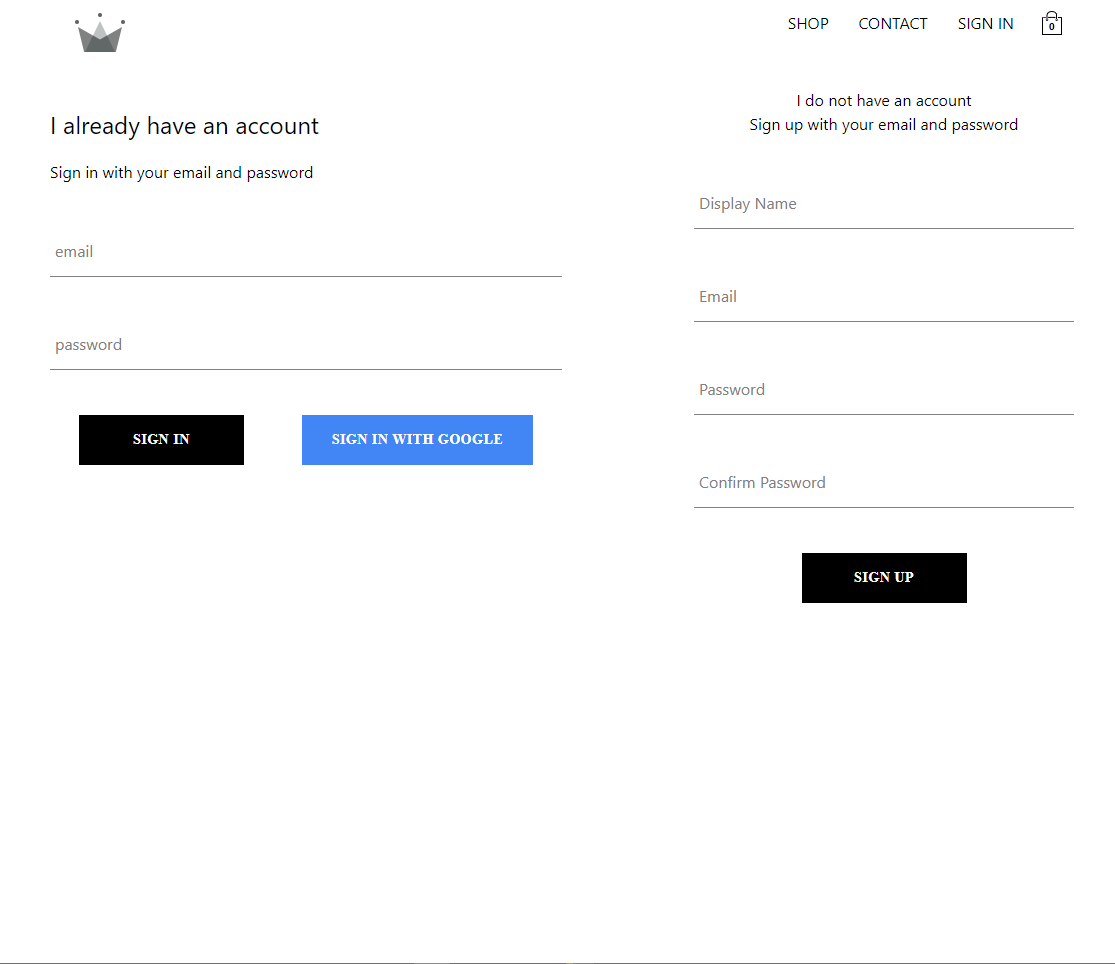 SHOP CONTACT SIGN IN 0
I already have an account
Sign in with your email and password
email
password
SIGN IN SIGN IN WITH GOOGLE
I do not have an account
Sign up with your email and password
Display Name
Email
Password
Confirm Password
SIGN UP